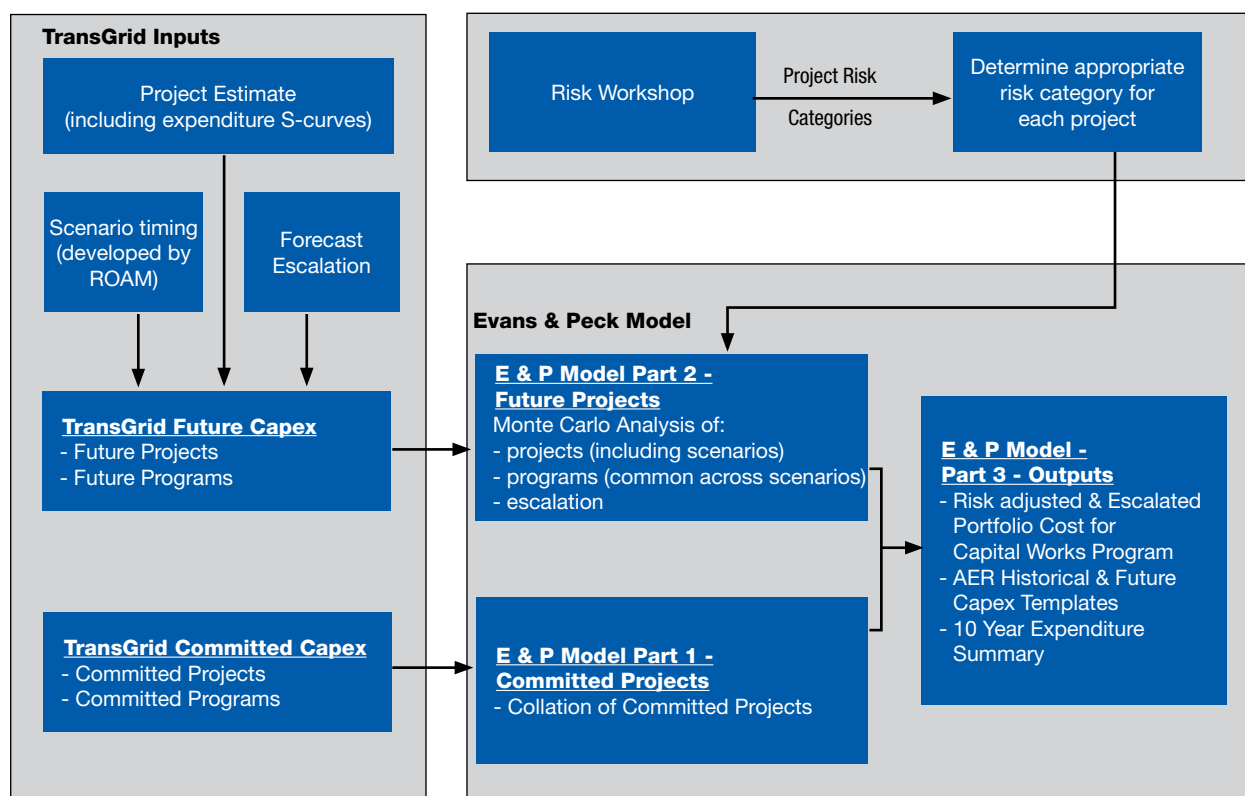 TransGrid Inputs
Project Estimate
(including expenditure S-curves)
Scenario timing
(developed by
ROAM)
Forecast
Escalation
TransGrid Future Capex
- Future Projects
- Future Programs
TransGrid Committed Capex
- Committed Projects
- Committed Programs
Risk Workshop
Project Risk
Categories
Determine appropriate
risk category for
each project
Evans & Peck Model
E & P Model Part 2 -
Future Projects
Monte Carlo Analysis of:
- projects (including scenarios)
- programs (common across scenarios)
- escalation
E & P Model Part 1 -
Committed Projects
- Collation of Committed Projects
E & P Model -
Part 3 - Outputs
- Risk adjusted & Escalated
Portfolio Cost for
Capital Works Program
- AER Historical & Future
Capex Templates
- 10 Year Expenditure
Summary